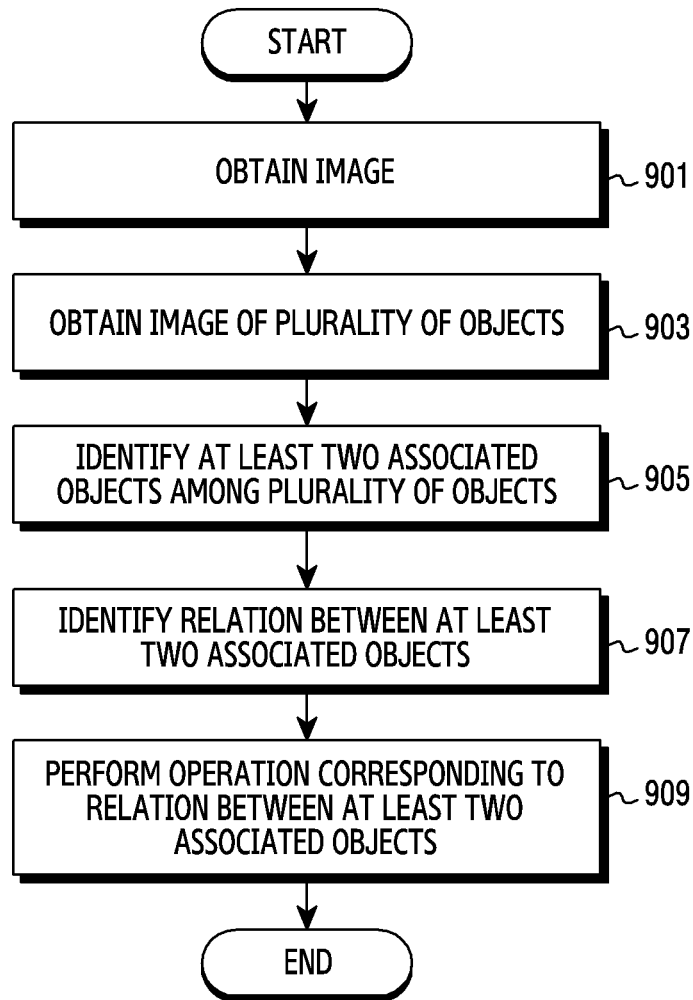 START
OBTAIN IMAGE
901
OBTAIN IMAGE OF PLURALITY OF OBJECTS
903
IDENTIFY AT LEAST TWO ASSOCIATED
OBJECTS AMONG PLURALITY OF OBJECTS
905
IDENTIFY RELATION BETWEEN AT LEAST
TWO ASSOCIATED OBJECTS
907
PERFORM OPERATION CORRESPONDING TO
RELATION BETWEEN AT LEAST TWO
ASSOCIATED OBJECTS
909
END